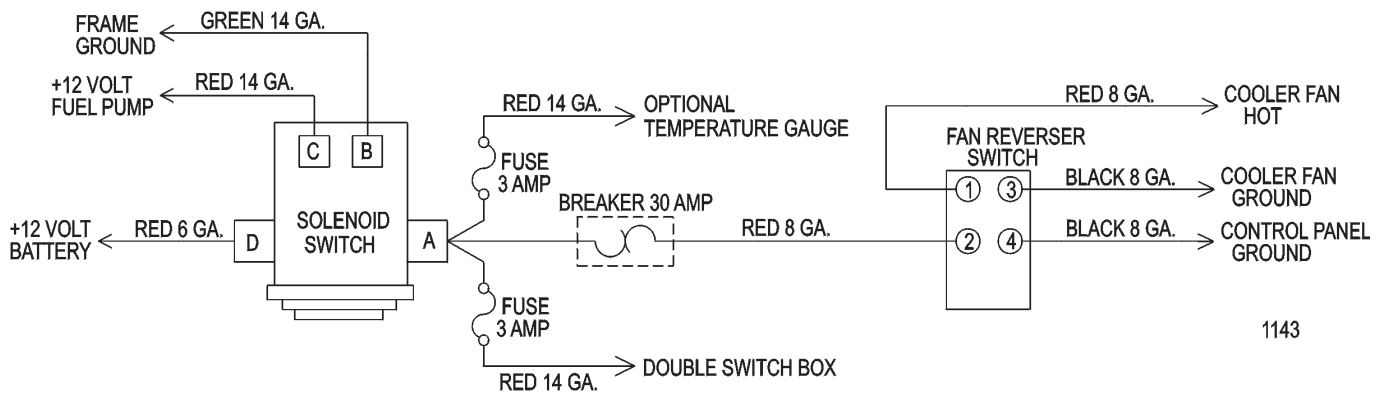 FRAME
GROUND
GREEN 14 GA.
+12 VOLT
FUEL PUMP
RED 14 GA.
C
B
SOLENOID
SWITCH
+12 VOLT
BATTERY
RED 6 GA.
D
A
RED 14 GA.
OPTIONAL
TEMPERATURE GAUGE
FUSE
3 AMP
BREAKER 30 AMP
RED 8 GA.
FUSE
3 AMP
RED 14 GA.
DOUBLE SWITCH BOX
RED 8 GA.
COOLER FAN
HOT
FAN REVERSER
SWITCH
1
3
BLACK 8 GA.
COOLER FAN
GROUND
2
4
BLACK 8 GA.
CONTROL PANEL
GROUND
1143